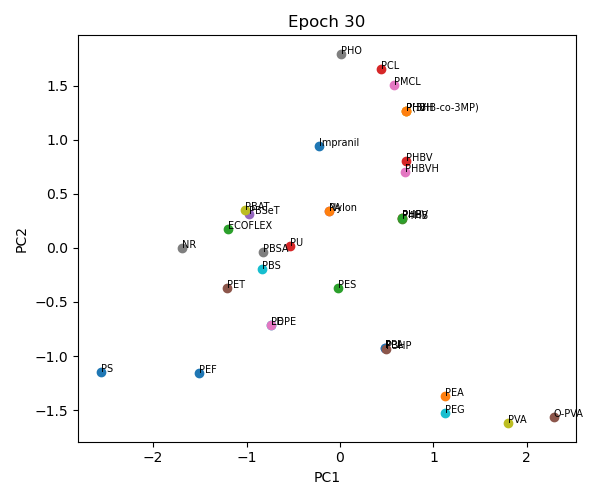 Epoch 30
PHO
PCL
PMCL
P(3HB-co-3MP)
Impranil
PHBV
PHBVH
PBAT
PBSeT
Nylon
PHB
ECOFLEX
NR
PBSA
PU
PBS
PET
PES
LDPE
PS
PEF
P3HP
PEA
PEG
PVA
O-PVA
1.5
1.0
0.5
0.0
−0.5
−1.0
−1.5
PC2
−2
−1
0
1
2
PC1